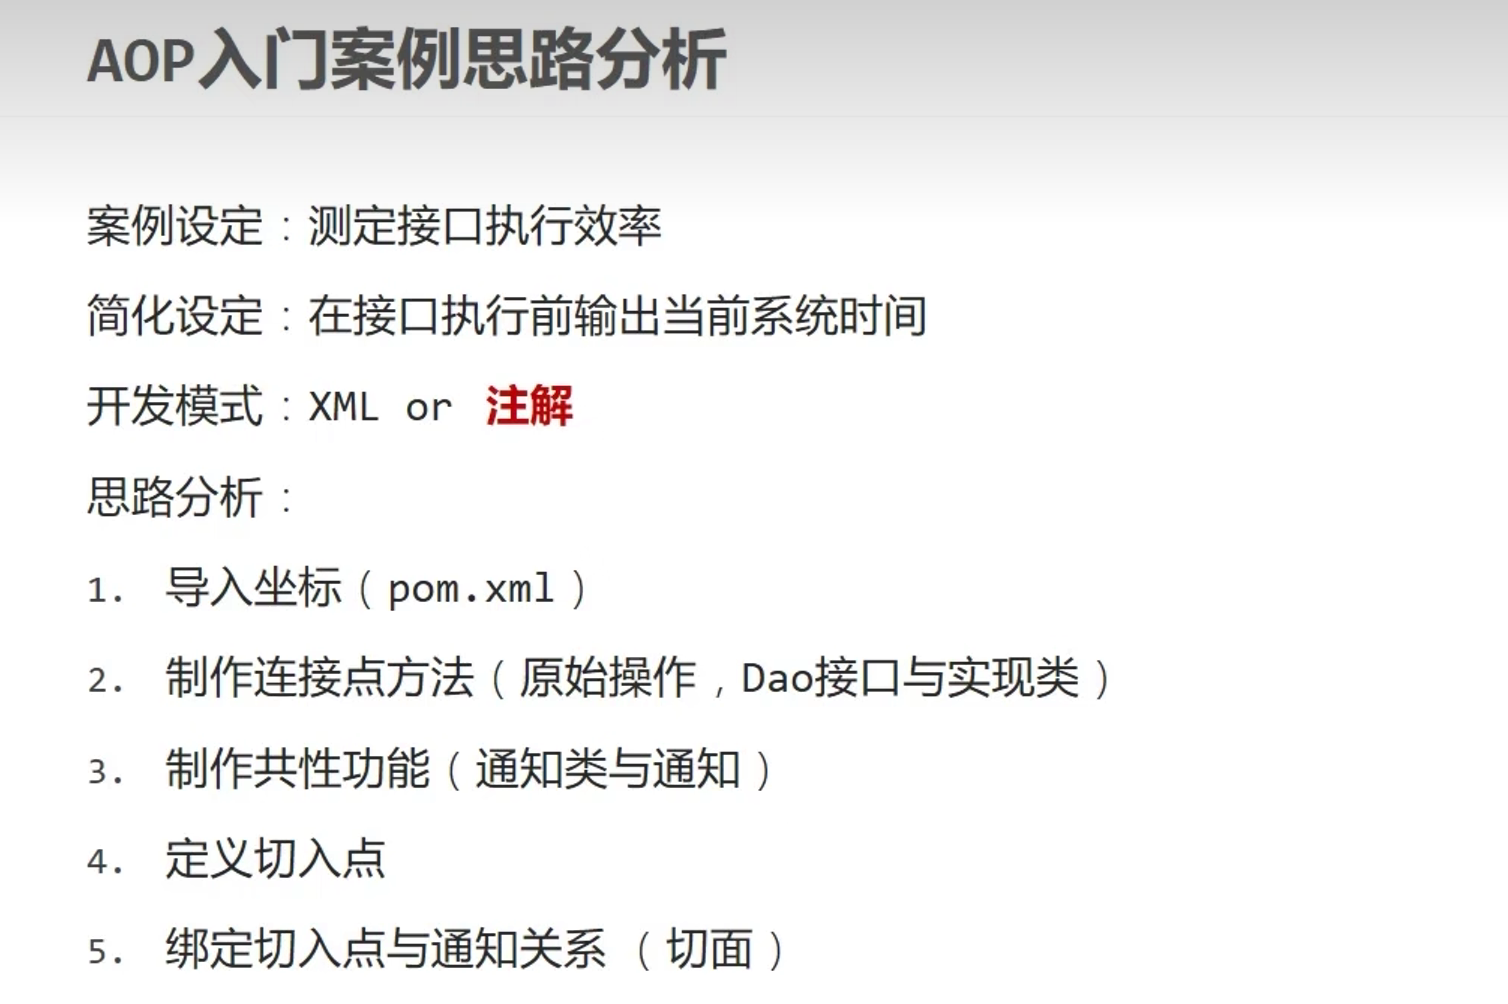 AOP入门案例思路分析
案例设定：测定接口执行效率
简化设定：在接口执行前输出当前系统时间
开发模式：XML or 注解
思路分析：
1. 导入坐标（pom.xml）
2. 制作连接点方法（原始操作，Dao接口与实现类）
3. 制作共性功能（通知类与通知）
4. 定义切入点
5. 绑定切入点与通知关系（切面）